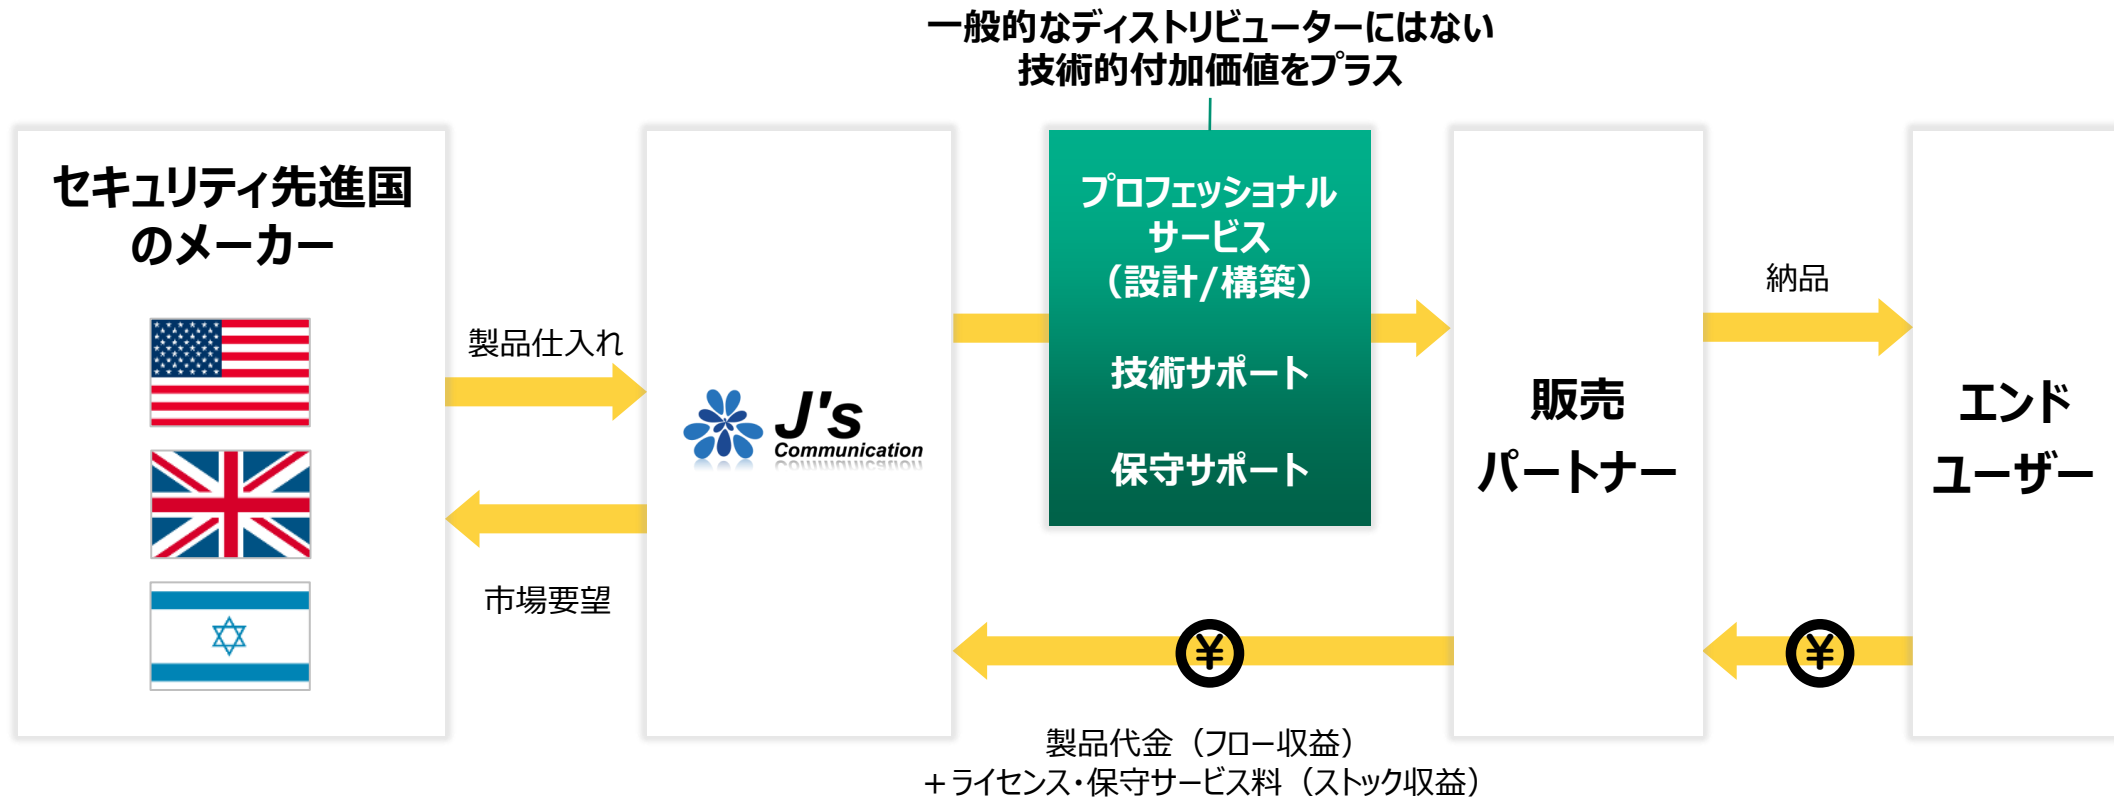 一般的なディストリビューターにはない
技術的付加価値をプラス
セキュリティ先進国
のメーカー
製品仕入れ
市場要望
J's
Communication
プロフェッショナル
サービス
（設計/構築）
技術サポート
保守サポート
販売
パートナー
納品
エンド
ユーザー
¥
¥
製品代金（フロー収益）
＋ライセンス・保守サービス料（ストック収益）